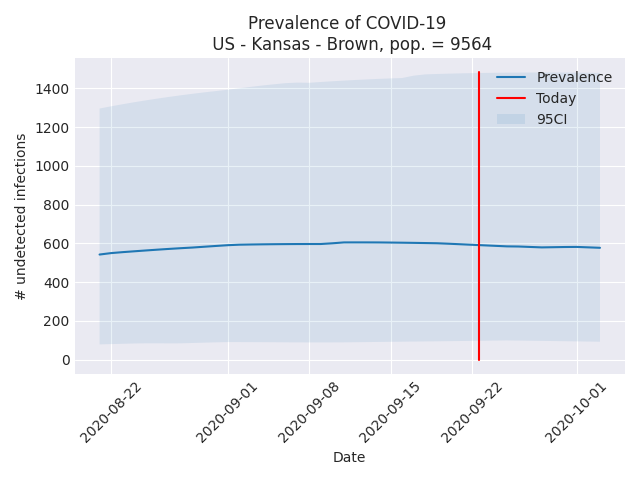 Prevalence of COVID-19
US - Kansas - Brown, pop. = 9564
Prevalence
Today
95CI
# undetected infections
1400
1200
1000
800
600
400
200
0
2020-08-22
2020-09-01
2020-09-08
2020-09-15
2020-09-22
2020-10-01
Date